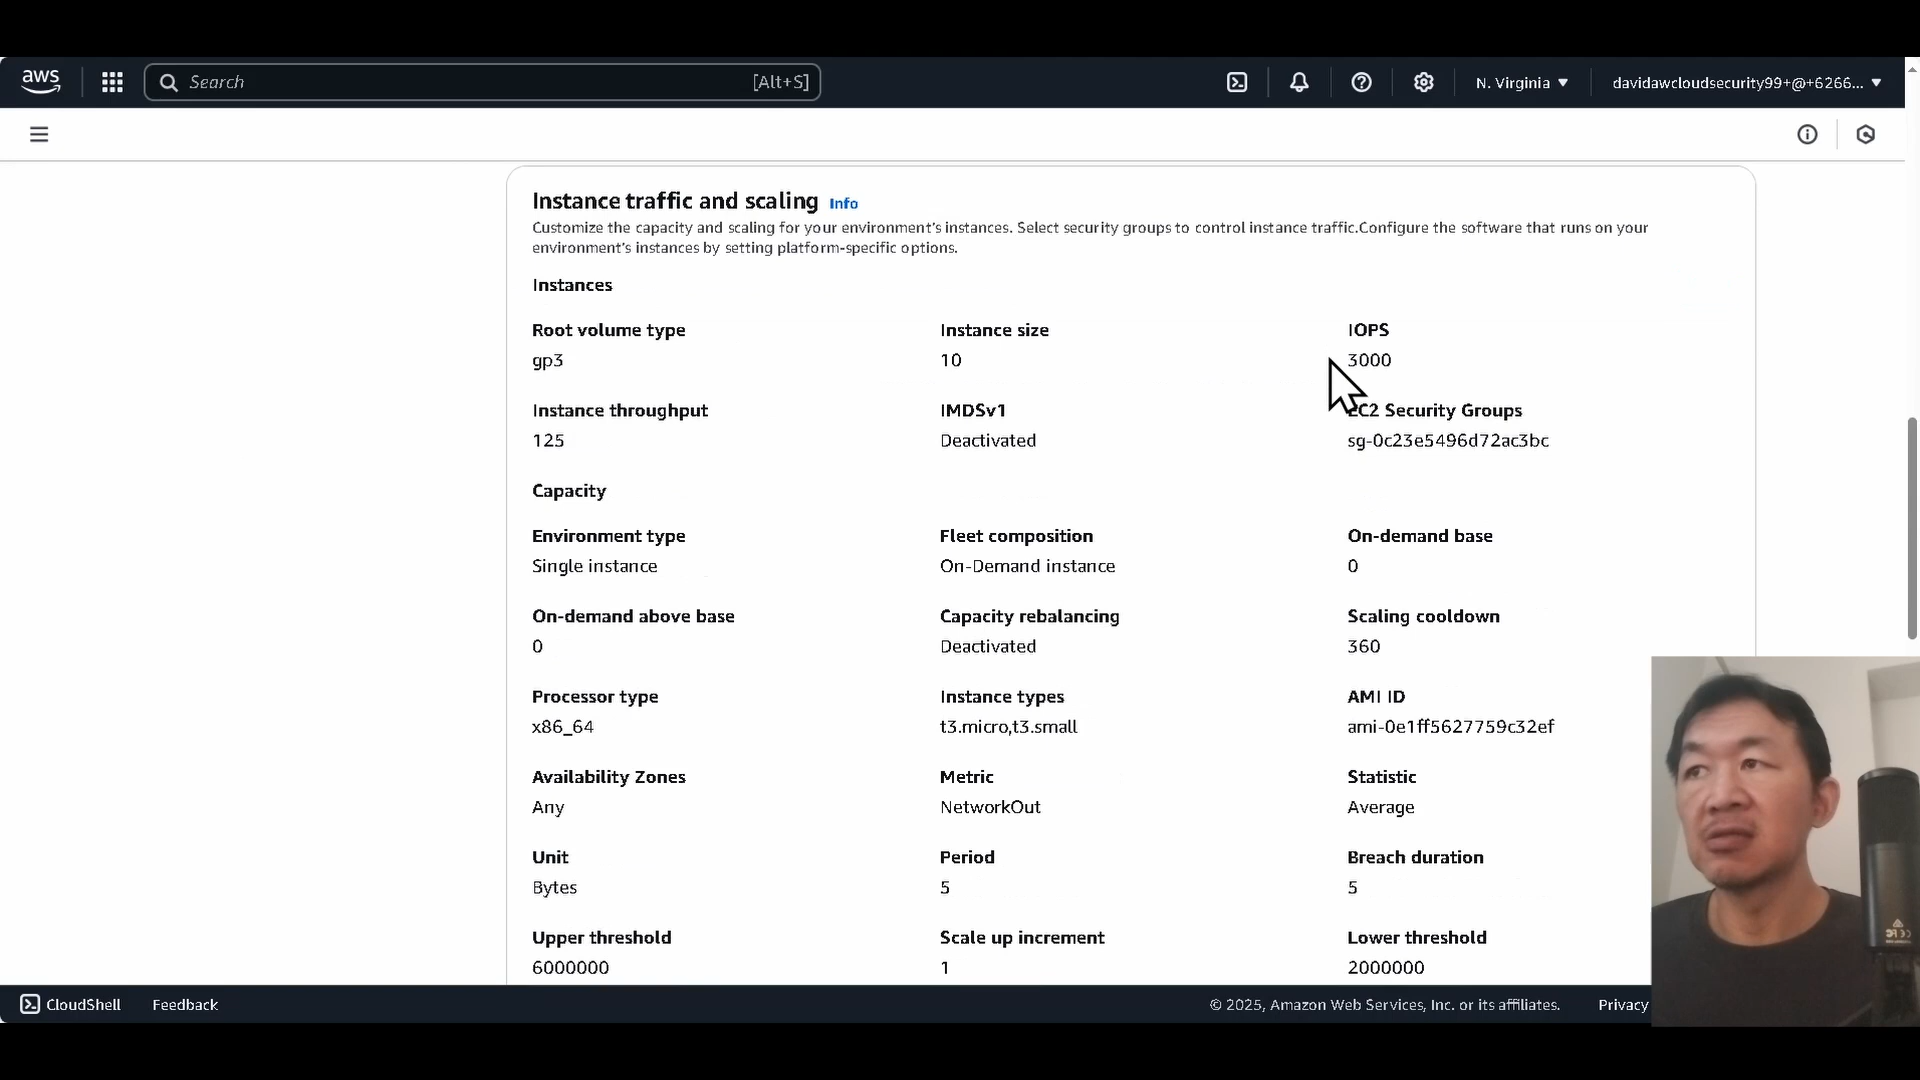 aws
Search
[Alt+S]
N. Virginia
davidawcloudsecurity99+@+6266...
Instance traffic and scaling Info
Customize the capacity and scaling for your environment's instances. Select security groups to control instance traffic.Configure the software that runs on your
environment's instances by setting platform-specific options.
Instances
Root volume type
gp3
Instance size
10
IOPS
3000
Instance throughput
125
IMDSv1
Deactivated
EC2 Security Groups
sg-0c23e5496d72ac3bc
Capacity
Environment type
Single instance
Fleet composition
On-Demand instance
On-demand base
0
On-demand above base
0
Capacity rebalancing
Deactivated
Scaling cooldown
360
Processor type
x86_64
Instance types
t3.micro,t3.small
AMI ID
ami-0e1ff5627759c32ef
Availability Zones
Any
Metric
NetworkOut
Statistic
Average
Unit
Bytes
Period
5
Breach duration
5
Upper threshold
6000000
Scale up increment
1
Lower threshold
2000000
CloudShell
Feedback
© 2025, Amazon Web Services, Inc. or its affiliates.
Privacy